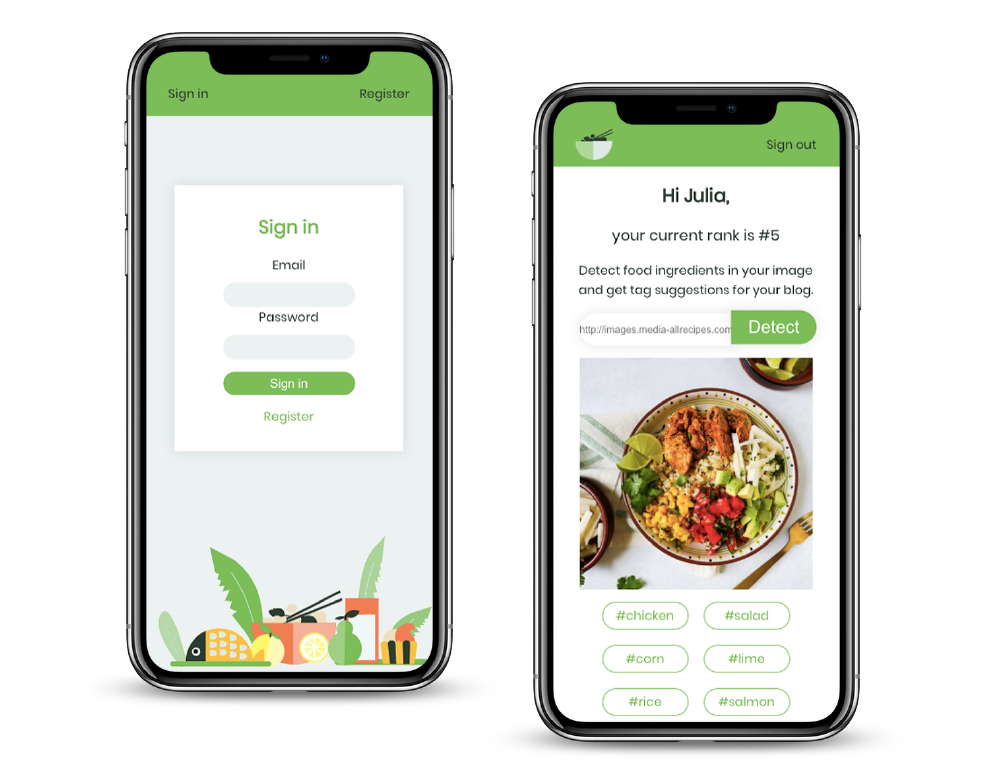 Sign in
Register
Sign in
Email
Password
Sign in
Register
Sign out
Hi Julia,
your current rank is #5
Detect food ingredients in your image
and get tag suggestions for your blog.
http://images.media-allrecipes.com
Detect
#chicken
#salad
#corn
#lime
#rice
#salmon